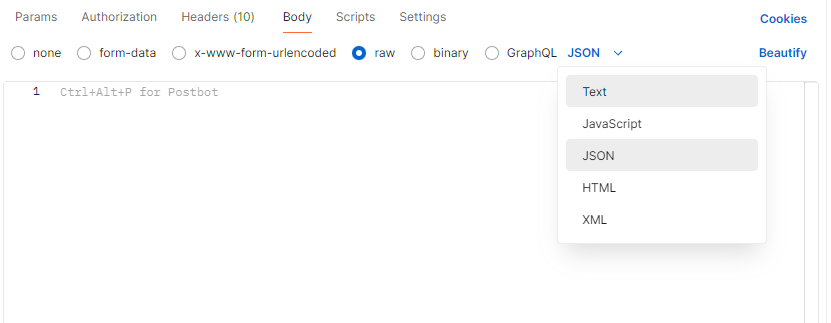 Params Authorization Headers (10) Body Scripts Settings Cookies
none form-data x-www-form-urlencoded raw binary GraphQL JSON Beautify
1 Ctrl+Alt+P for Postbot
Text
JavaScript
JSON
HTML
XML